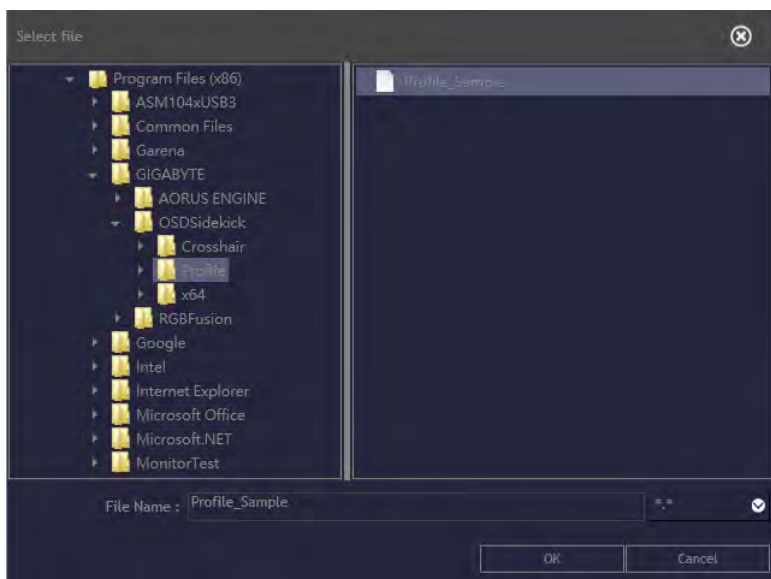 Select file
Program Files (x86)
ASM104xUSB3
Common Files
Garena
GIGABYTE
AORUS ENGINE
OSDSidekick
Crosshair
Profile
x64
RGBFusion
Google
Intel
Internet Explorer
Microsoft Office
Microsoft.NET
MonitorTest
Profile_Sample
File Name : Profile_Sample *.*
OK Cancel